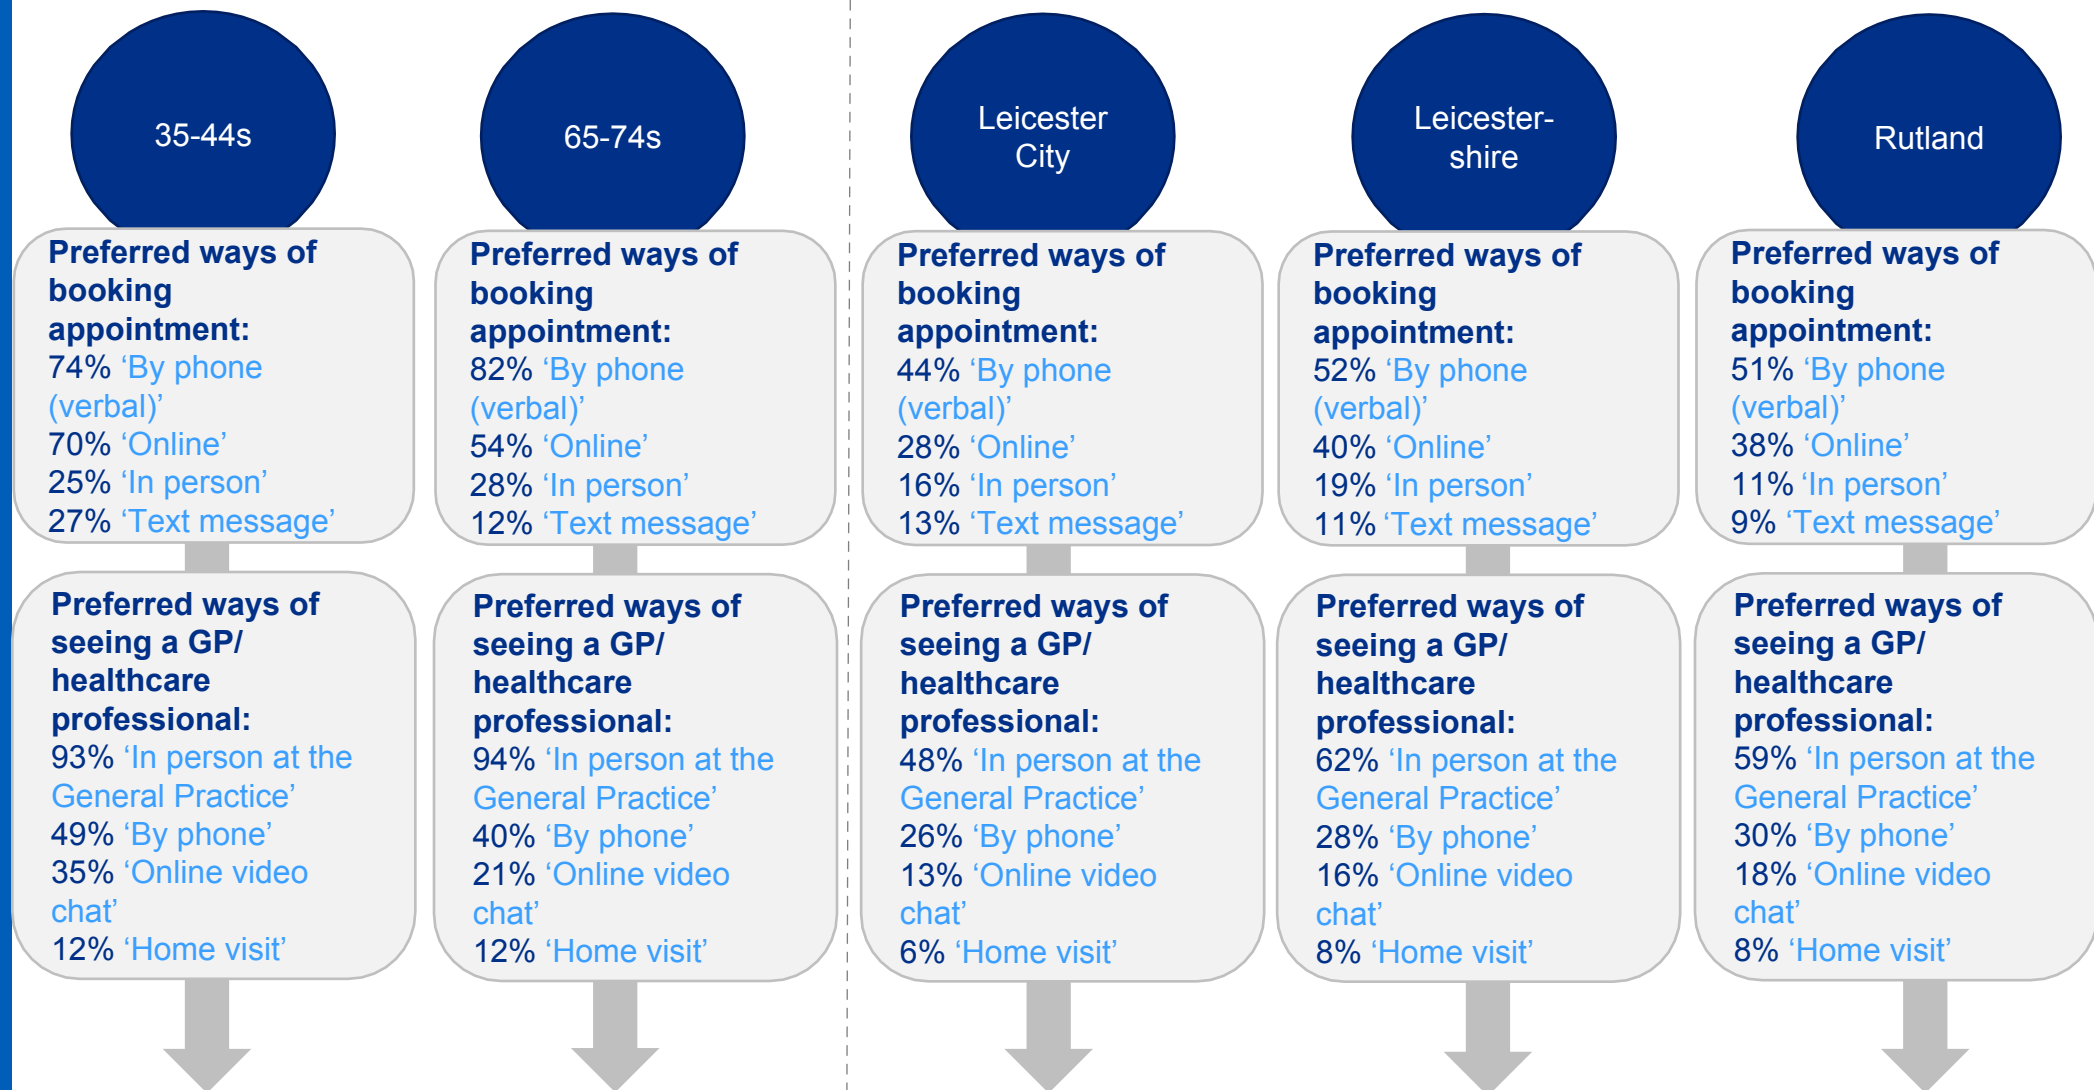 35-44s
Preferred ways of
booking
appointment:
74% ‘By phone
(verbal)’
70% ‘Online’
25% ‘In person’
27% ‘Text message’
Preferred ways of
seeing a GP/
healthcare
professional:
93% ‘In person at the
General Practice’
49% ‘By phone’
35% ‘Online video
chat’
12% ‘Home visit’
65-74s
Preferred ways of
booking
appointment:
82% ‘By phone
(verbal)’
54% ‘Online’
28% ‘In person’
12% ‘Text message’
Preferred ways of
seeing a GP/
healthcare
professional:
94% ‘In person at the
General Practice’
40% ‘By phone’
21% ‘Online video
chat’
12% ‘Home visit’
Leicester
City
Preferred ways of
booking
appointment:
44% ‘By phone
(verbal)’
28% ‘Online’
16% ‘In person’
13% ‘Text message’
Preferred ways of
seeing a GP/
healthcare
professional:
48% ‘In person at the
General Practice’
26% ‘By phone’
13% ‘Online video
chat’
6% ‘Home visit’
Leicester-
shire
Preferred ways of
booking
appointment:
52% ‘By phone
(verbal)’
40% ‘Online’
19% ‘In person’
11% ‘Text message’
Preferred ways of
seeing a GP/
healthcare
professional:
62% ‘In person at the
General Practice’
28% ‘By phone’
16% ‘Online video
chat’
8% ‘Home visit’
Rutland
Preferred ways of
booking
appointment:
51% ‘By phone
(verbal)’
38% ‘Online’
11% ‘In person’
9% ‘Text message’
Preferred ways of
seeing a GP/
healthcare
professional:
59% ‘In person at the
General Practice’
30% ‘By phone’
18% ‘Online video
chat’
8% ‘Home visit’